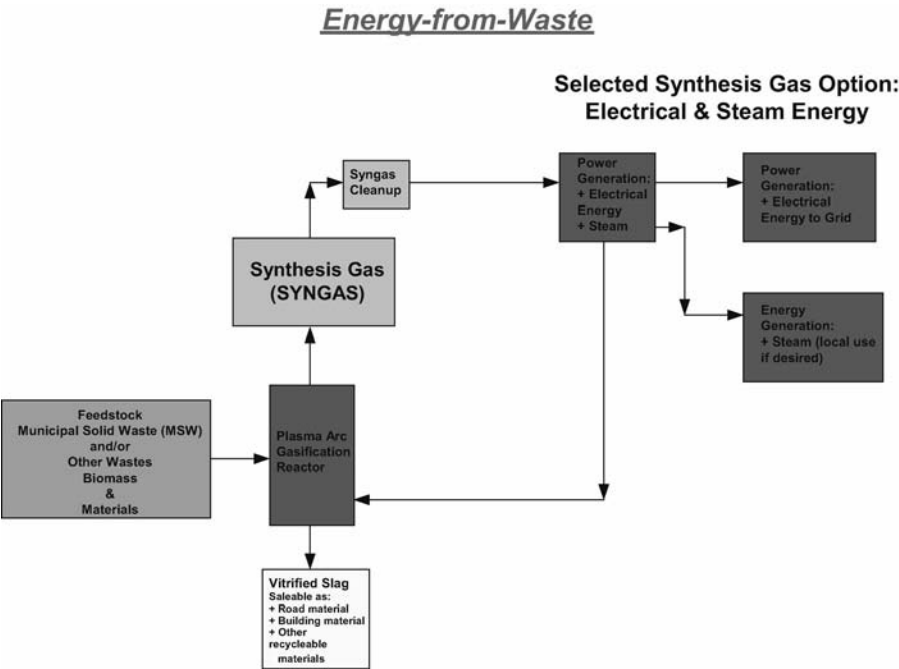 Energy-from-Waste
Selected Synthesis Gas Option:
Electrical & Steam Energy
Syngas
Cleanup
Power
Generation:
+ Electrical
Energy
+ Steam
Power
Generation:
+ Electrical
Energy to Grid
Synthesis Gas
(SYNGAS)
Energy
Generation:
+ Steam (local use
if desired)
Feedstock
Municipal Solid Waste (MSW)
and/or
Other Wastes
Biomass
&
Materials
Plasma Arc
Gasification
Reactor
Vitrified Slag
Saleable as:
+ Road material
+ Building material
+ Other
recycleable
materials